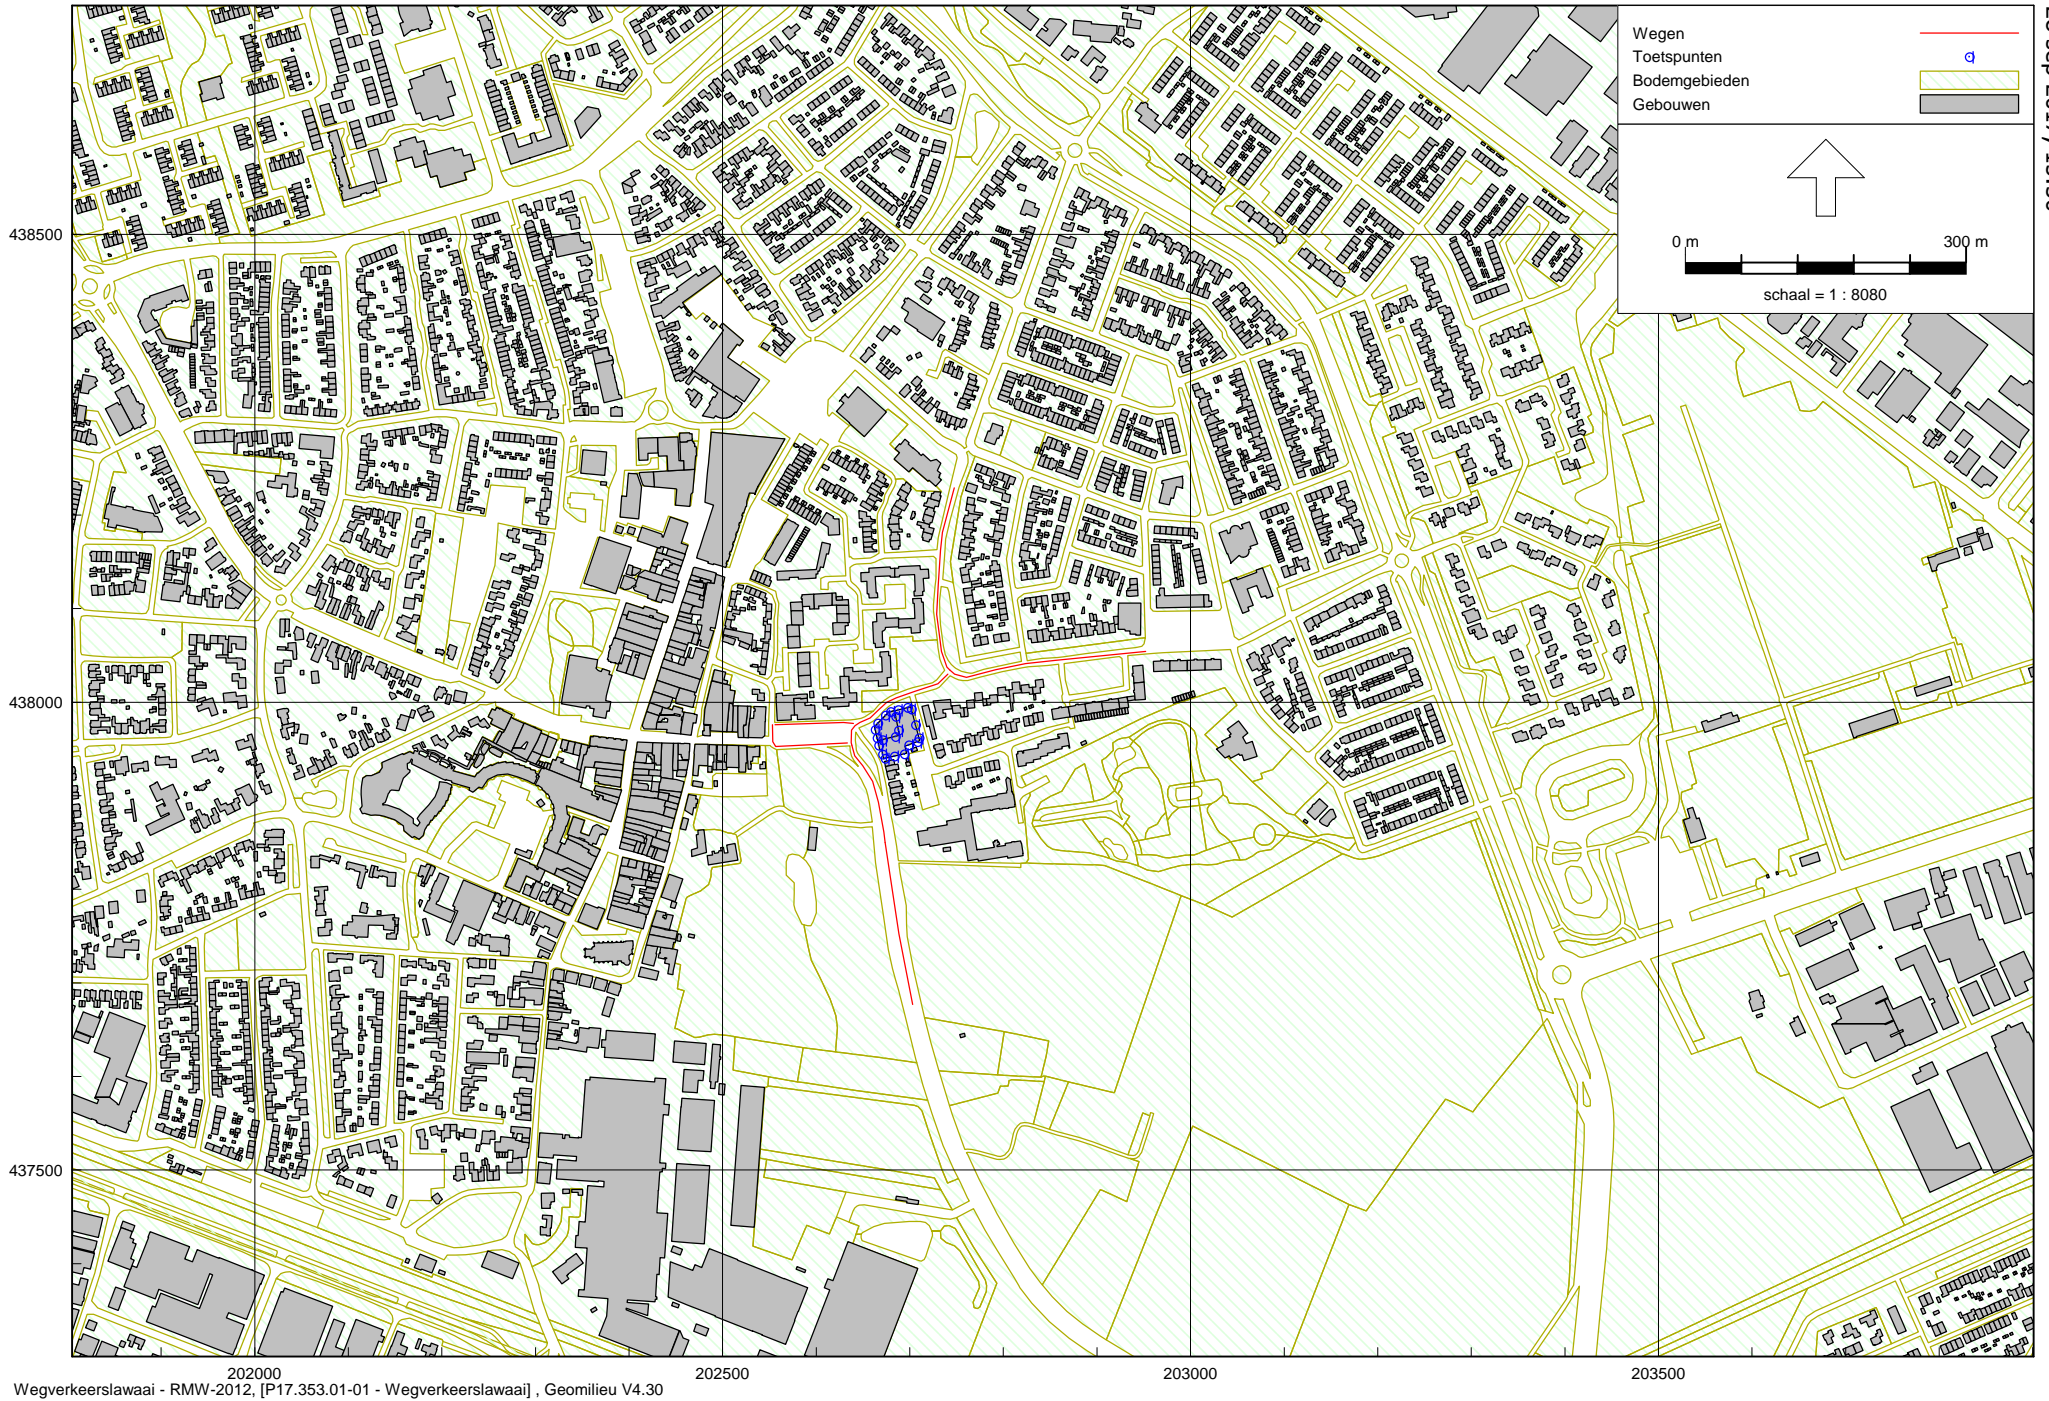 Wegen
Toetspunten
Bodemgebieden
Gebouwen
0 m 300 m
schaal = 1 : 8080
438500
438000
437500
202000 202500 203000 203500
Wegverkeerslawaai - RMW-2012, [P17.353.01-01 - Wegverkeerslawaai] , Geomilieu V4.30